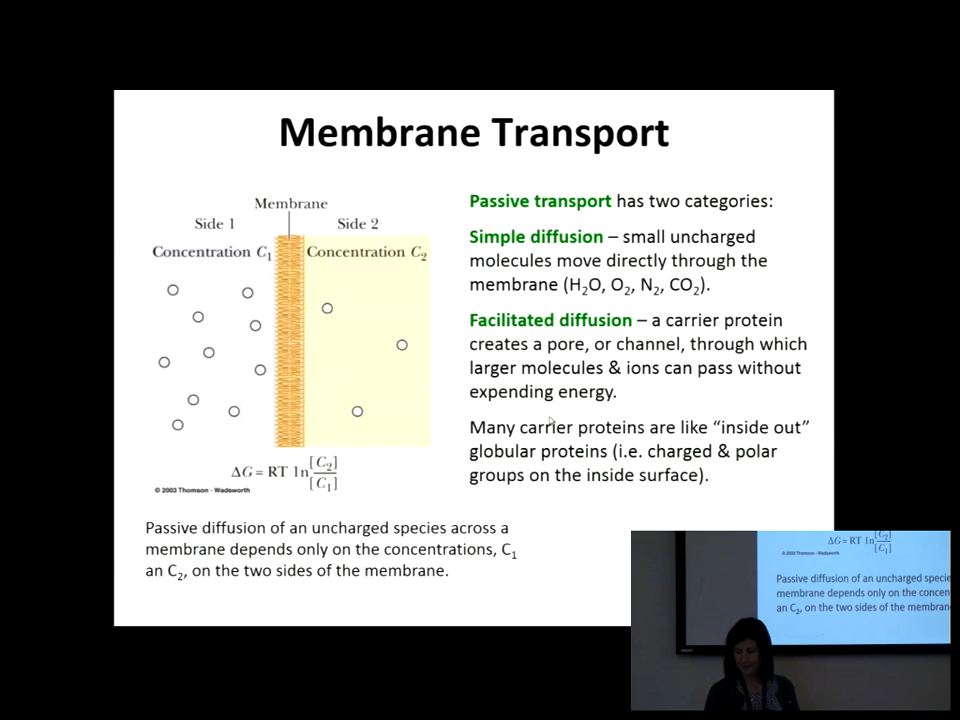 Membrane Transport
Membrane
Side 1
Side 2
Concentration C₁
Concentration C₂
ΔG = RT ln [C₂]/[C₁]
© 2003 Thomson - Wadsworth
Passive diffusion of an uncharged species across a
membrane depends only on the concentrations, C₁
an C₂, on the two sides of the membrane.
Passive transport has two categories:
Simple diffusion – small uncharged
molecules move directly through the
membrane (H₂O, O₂, N₂, CO₂).
Facilitated diffusion – a carrier protein
creates a pore, or channel, through which
larger molecules & ions can pass without
expending energy.
Many carrier proteins are like “inside out”
globular proteins (i.e. charged & polar
groups on the inside surface).
ΔG = RT ln [C₂]/[C₁]
© 2003 Thomson - Wadsworth
Passive diffusion of an uncharged specie
membrane depends only on the concen
an C₂, on the two sides of the membran